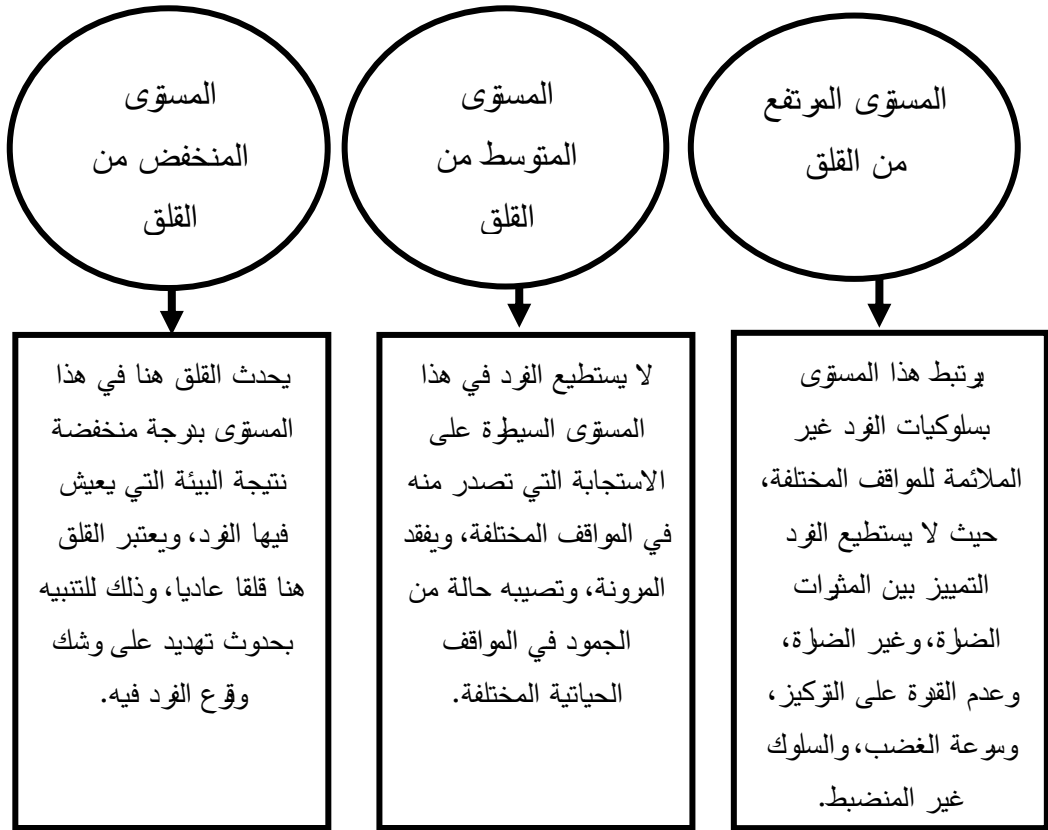 المستوى المرتفع
من القلق
يرتبط هذا المستوى
بسلوكيات الفرد غير
الملائمة للمواقف المختلفة،
حيث لا يستطيع الفرد
التمييز بين المثيرات
الضارة، وغير الضارة،
وعدم القدرة على التركيز،
وسرعة الغضب، والسلوك
غير المنضبط.
المستوى
المتوسط من
القلق
لا يستطيع الفرد في هذا
المستوى السيطرة على
الاستجابة التي تصدر منه
في المواقف المختلفة، ويفقد
المرونة، وتصيبه حالة من
الجمود في المواقف
الحياتية المختلفة.
المستوى
المنخفض من
القلق
يحدث القلق هنا في هذا
المستوى بدرجة منخفضة
نتيجة البيئة التي يعيش
فيها الفرد، ويعتبر القلق
هنا قلقا عاديا، وذلك للتنبيه
بحدوث تهديد على وشك
وقوع الفرد فيه.